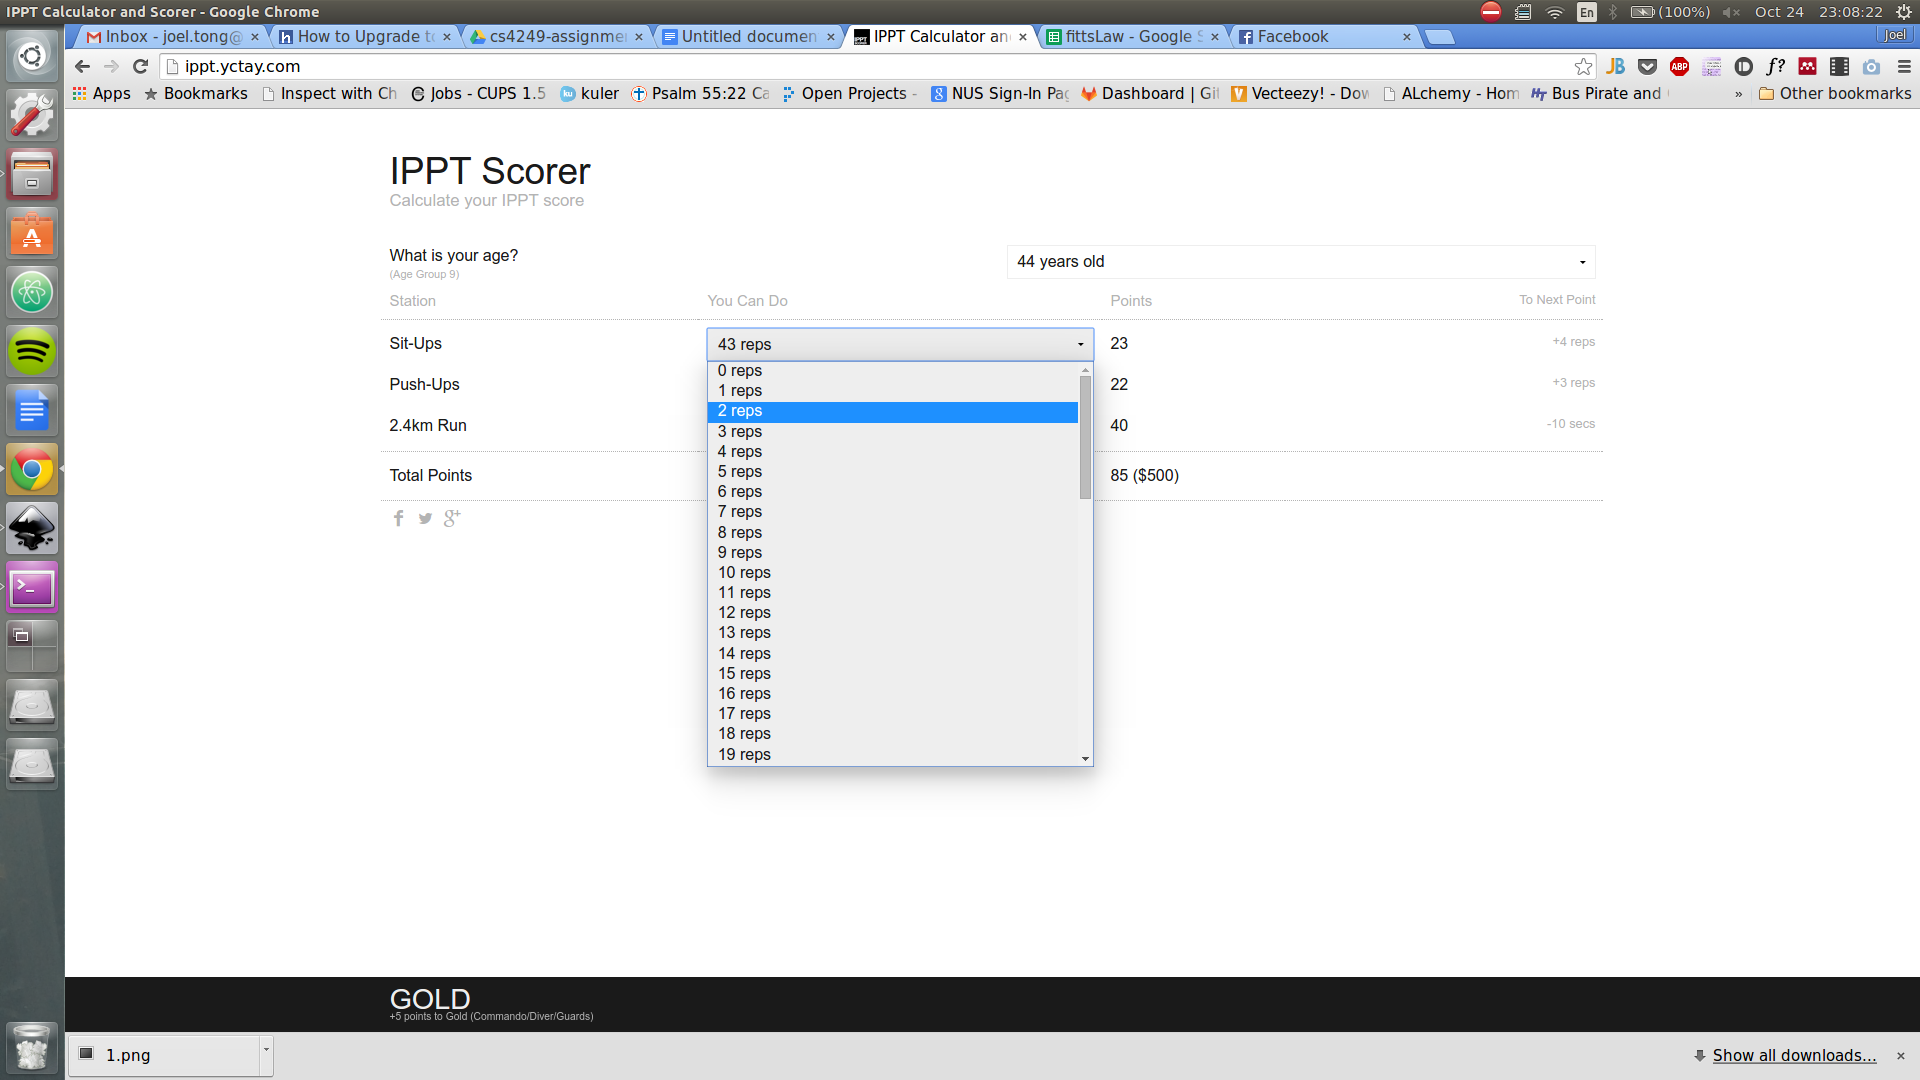 IPPT Calculator and Scorer - Google Chrome
En (100%) Oct 24 23:08:22
Inbox - joel.tong@ How to Upgrade to cs4249-assignme Untitled documen IPPT Calculator an fittsLaw - Google S Facebook Joel
ippt.yctay.com JB ABP f?
Apps Bookmarks Inspect with Ch Jobs - CUPS 1.5 kuler Psalm 55:22 Ca Open Projects - NUS Sign-In Pag Dashboard | Git Vecteezy! - Dow ALchemy - Hom Bus Pirate and » Other bookmarks
IPPT Scorer
Calculate your IPPT score
What is your age? 44 years old
(Age Group 9)
Station You Can Do Points To Next Point
Sit-Ups 43 reps 23 +4 reps
Push-Ups 22 +3 reps
2.4km Run 40 -10 secs
Total Points 85 ($500)
0 reps
1 reps
2 reps
3 reps
4 reps
5 reps
6 reps
7 reps
8 reps
9 reps
10 reps
11 reps
12 reps
13 reps
14 reps
15 reps
16 reps
17 reps
18 reps
19 reps
GOLD
+5 points to Gold (Commando/Diver/Guards)
1.png Show all downloads...